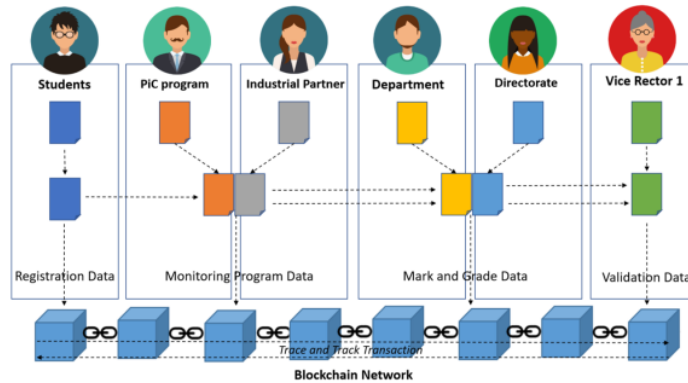 Students
PiC program
Industrial Partner
Department
Directorate
Vice Rector 1
Registration Data
Monitoring Program Data
Mark and Grade Data
Validation Data
Trace and Track Transaction
Blockchain Network